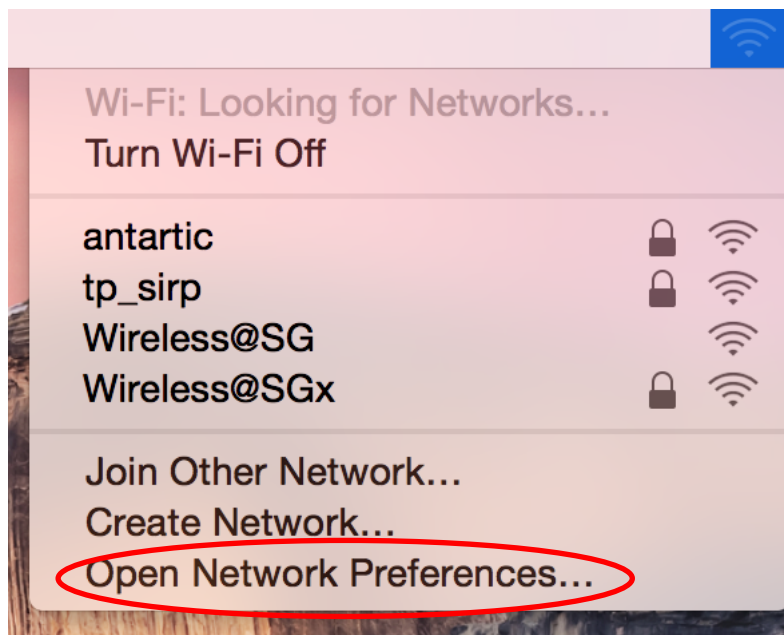 Wi-Fi: Looking for Networks...
Turn Wi-Fi Off
antartic
tp_sirp
Wireless@SG
Wireless@SGx
Join Other Network...
Create Network...
Open Network Preferences...